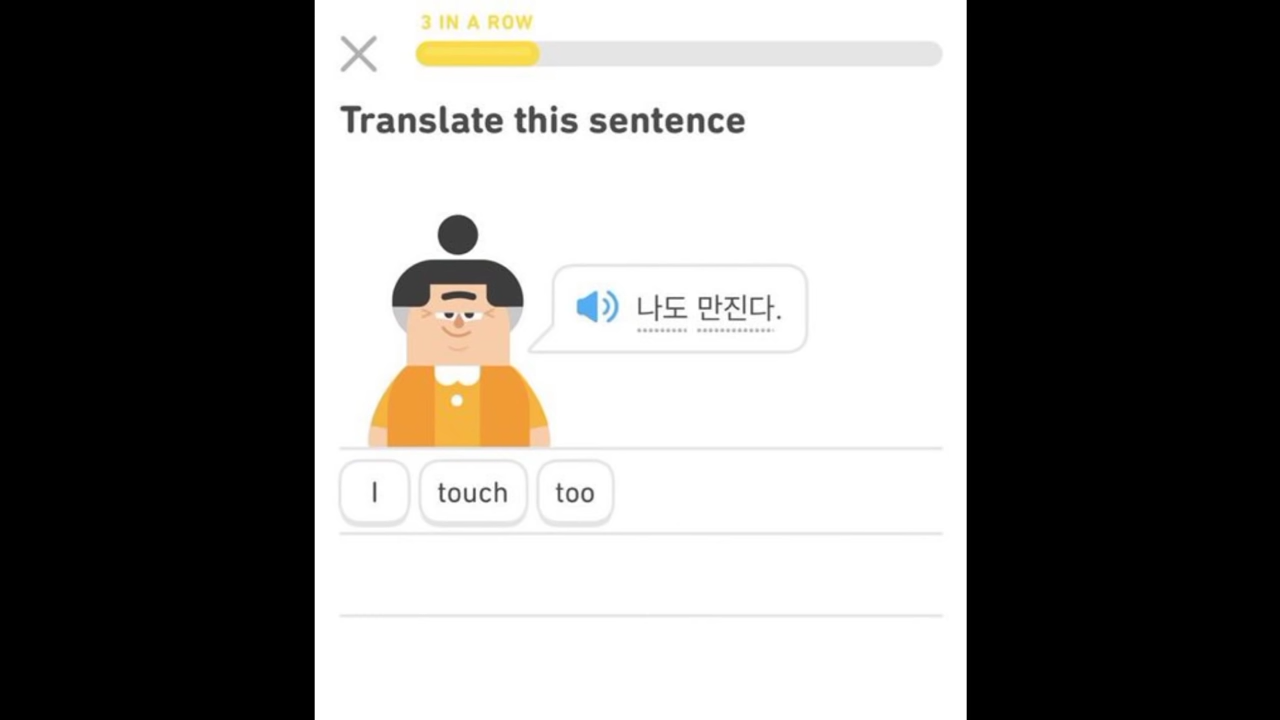 3 IN A ROW
Translate this sentence
나도 만진다.
I touch too